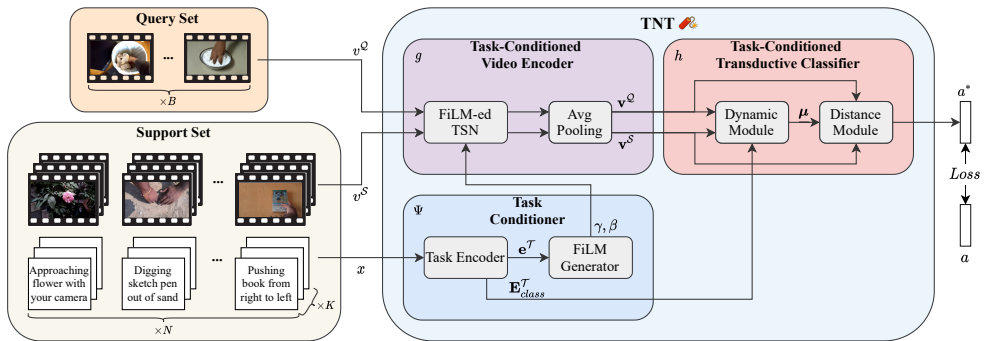 Query Set
...
×B
v^Q
Support Set
...
v^S
Approaching
flower with
your camera
Digging
sketch pen
out of sand
...
Pushing
book from
right to left
×K
×N
x
TNT
g
Task-Conditioned
Video Encoder
FiLM-ed
TSN
Avg
Pooling
v^Q
v^S
h
Task-Conditioned
Transductive Classifier
Dynamic
Module
μ
Distance
Module
Ψ
Task
Conditioner
Task Encoder
e^T
FiLM
Generator
γ, β
E^T_class
a*
Loss
a